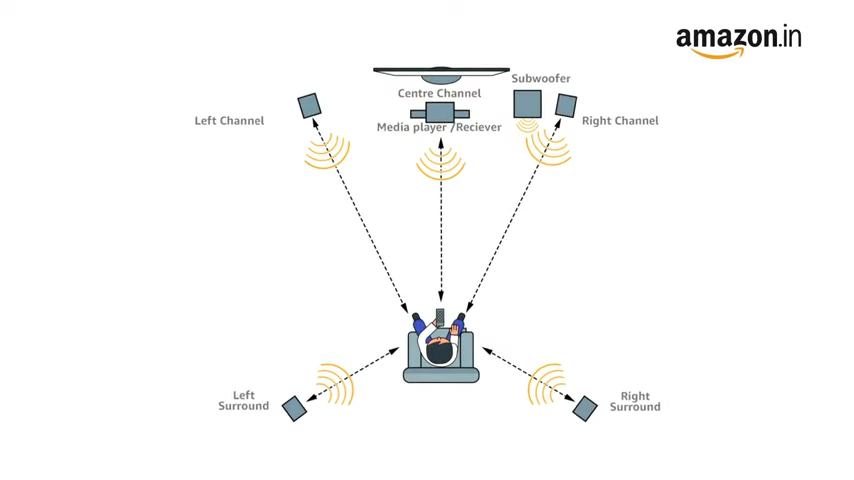 amazon.in
Subwoofer
Centre Channel
Left Channel
Right Channel
Media player /Reciever
Left
Surround
Right
Surround